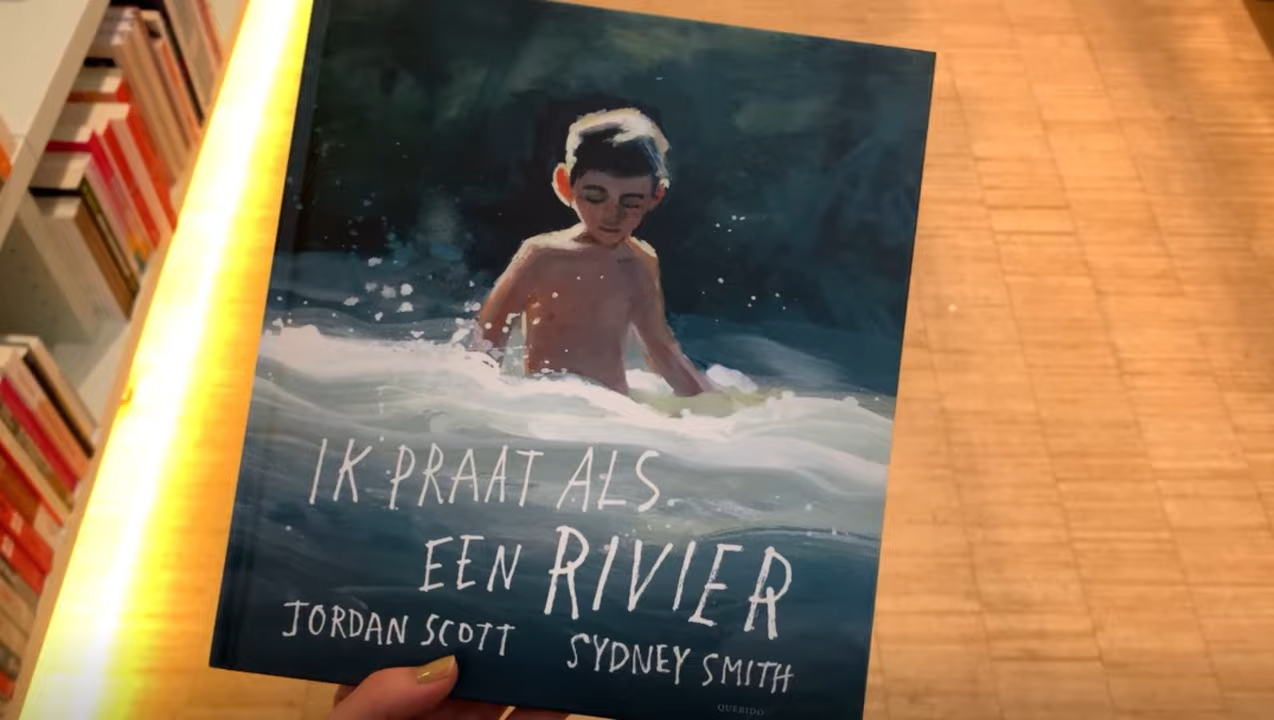 IK PRAAT ALS
EEN RIVIER
JORDAN SCOTT SYDNEY SMITH
QUERIDO